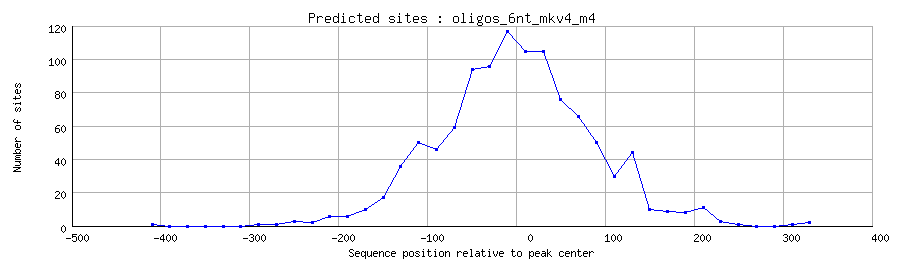 Predicted sites : oligos_6nt_mkv4_m4
120
100
80
60
40
20
0
Number of sites
-500 -400 -300 -200 -100 0 100 200 300 400
Sequence position relative to peak center